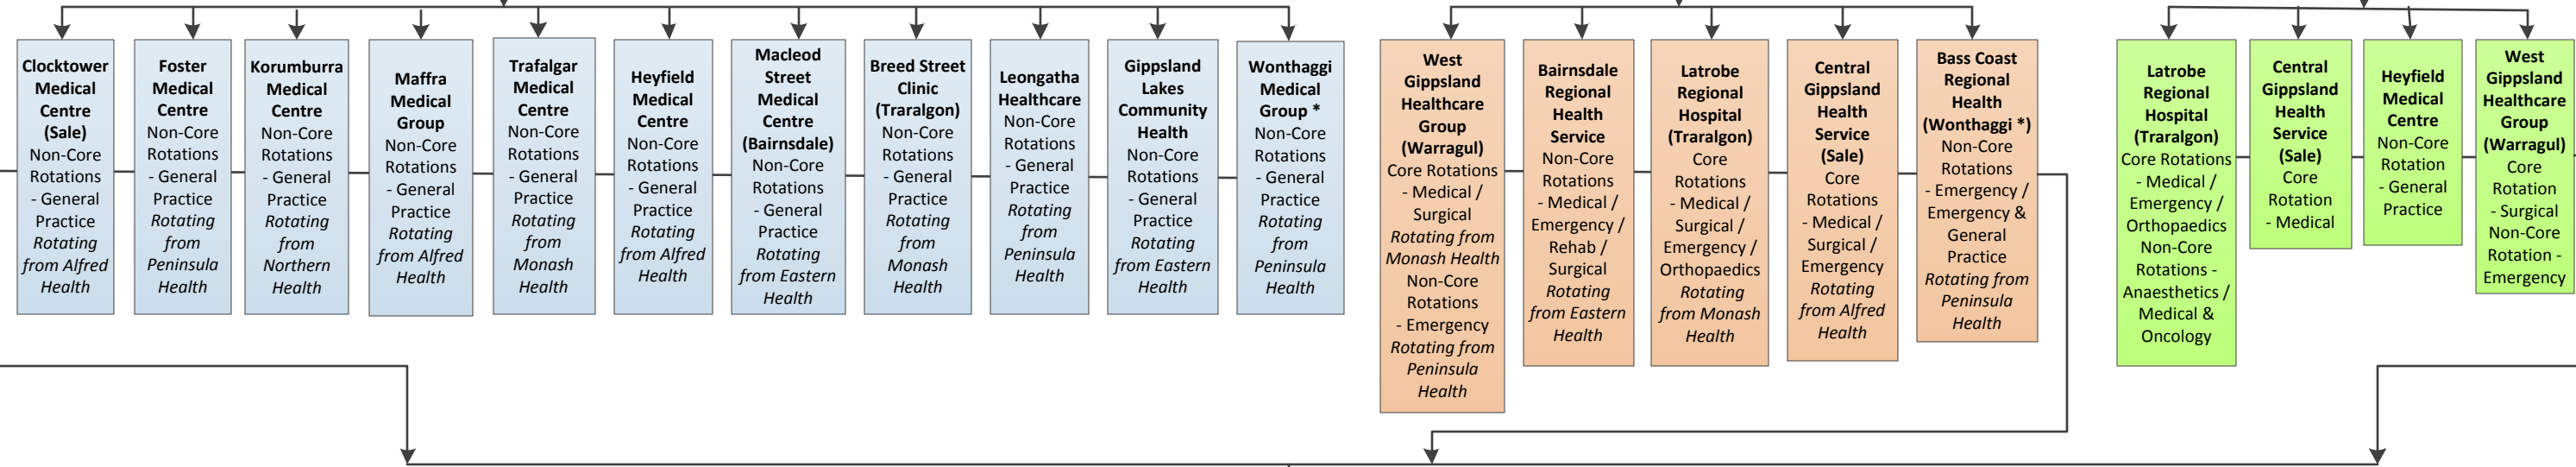 Clocktower
Medical
Centre
(Sale)
Non-Core
Rotations
- General
Practice
Rotating
from Alfred
Health
Foster
Medical
Centre
Non-Core
Rotations
- General
Practice
Rotating
from
Peninsula
Health
Korumburra
Medical
Centre
Non-Core
Rotations
- General
Practice
Rotating
from
Northern
Health
Maffra
Medical
Group
Non-Core
Rotations
- General
Practice
Rotating
from Alfred
Health
Trafalgar
Medical
Centre
Non-Core
Rotations
- General
Practice
Rotating
from
Monash
Health
Heyfield
Medical
Centre
Non-Core
Rotations
- General
Practice
Rotating
from Alfred
Health
Macleod
Street
Medical
Centre
(Bairnsdale)
Non-Core
Rotations
- General
Practice
Rotating
from Eastern
Health
Breed Street
Clinic
(Traralgon)
Non-Core
Rotations
- General
Practice
Rotating
from
Monash
Health
Leongatha
Healthcare
Non-Core
Rotations
- General
Practice
Rotating
from
Peninsula
Health
Gippsland
Lakes
Community
Health
Non-Core
Rotations
- General
Practice
Rotating
from Eastern
Health
Wonthaggi
Medical
Group *
Non-Core
Rotations
- General
Practice
Rotating
from
Peninsula
Health
West
Gippsland
Healthcare
Group
(Warragul)
Core Rotations
- Medical /
Surgical
Rotating from
Monash Health
Non-Core
Rotations
- Emergency
Rotating from
Peninsula
Health
Bairnsdale
Regional
Health
Service
Non-Core
Rotations
- Medical /
Emergency /
Rehab /
Surgical
Rotating
from Eastern
Health
Latrobe
Regional
Hospital
(Traralgon)
Core
Rotations
- Medical /
Surgical /
Emergency /
Orthopaedics
Rotating
from Monash
Health
Central
Gippsland
Health
Service
(Sale)
Core
Rotations
- Medical /
Surgical /
Emergency
Rotating
from Alfred
Health
Bass Coast
Regional
Health
(Wonthaggi *)
Non-Core
Rotations
- Emergency /
Emergency &
General
Practice
Rotating from
Peninsula
Health
Latrobe
Regional
Hospital
(Traralgon)
Core Rotations
- Medical /
Emergency /
Orthopaedics
Non-Core
Rotations -
Anaesthetics /
Medical &
Oncology
Central
Gippsland
Health
Service
(Sale)
Core
Rotation
- Medical
Heyfield
Medical
Centre
Non-Core
Rotation
- General
Practice
West
Gippsland
Healthcare
Group
(Warragul)
Core
Rotation
- Surgical
Non-Core
Rotation -
Emergency